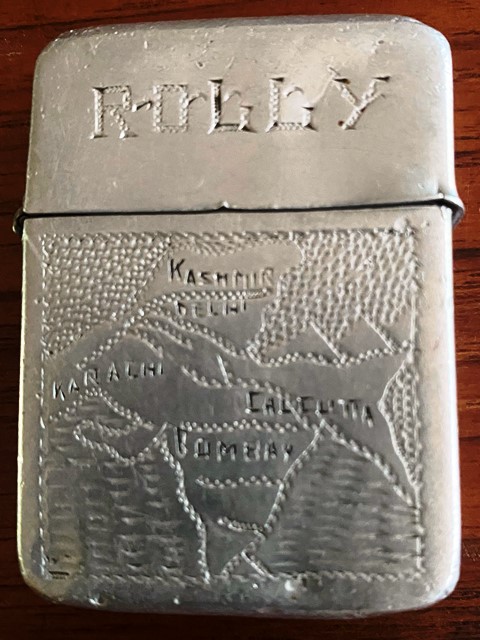 ROLLY
KASHMIR
DELHI
KARACHI
CALCUTTA
BOMBAY